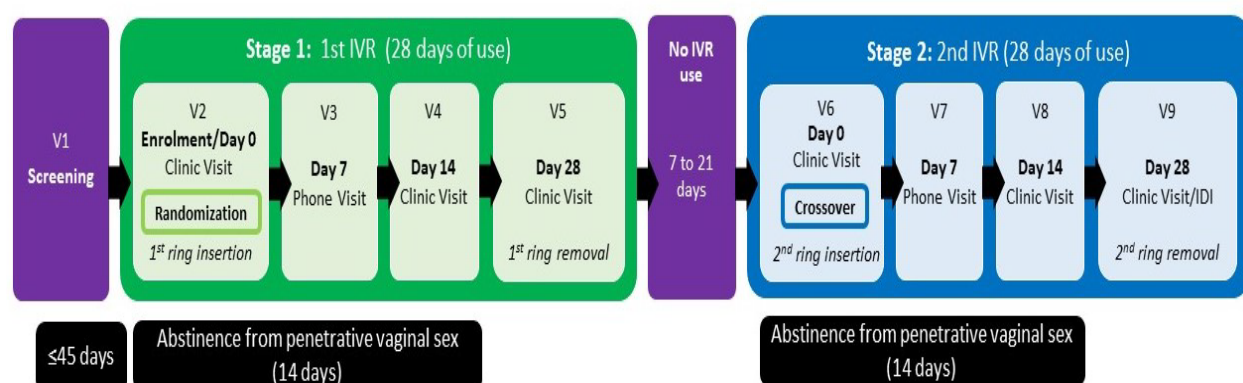 V1
Screening
Stage 1: 1st IVR (28 days of use)
V2
Enrolment/Day 0
Clinic Visit
Randomization
1st ring insertion
V3
Day 7
Phone Visit
V4
Day 14
Clinic Visit
V5
Day 28
Clinic Visit
1st ring removal
No IVR
use
7 to 21
days
Stage 2: 2nd IVR (28 days of use)
V6
Day 0
Clinic Visit
Crossover
2nd ring insertion
V7
Day 7
Phone Visit
V8
Day 14
Clinic Visit
V9
Day 28
Clinic Visit/IDI
2nd ring removal
≤45 days
Abstinence from penetrative vaginal sex
(14 days)
Abstinence from penetrative vaginal sex
(14 days)